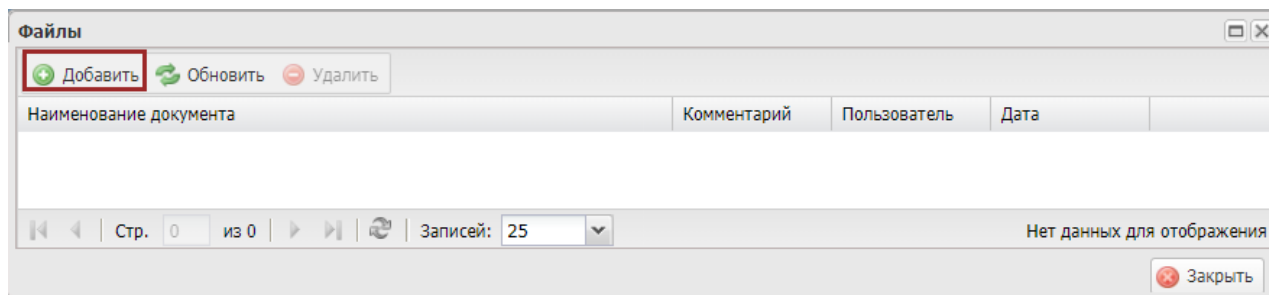 Файлы
Добавить Обновить Удалить
Наименование документа Комментарий Пользователь Дата
Стр. 0 из 0 Записей: 25 Нет данных для отображения
Закрыть